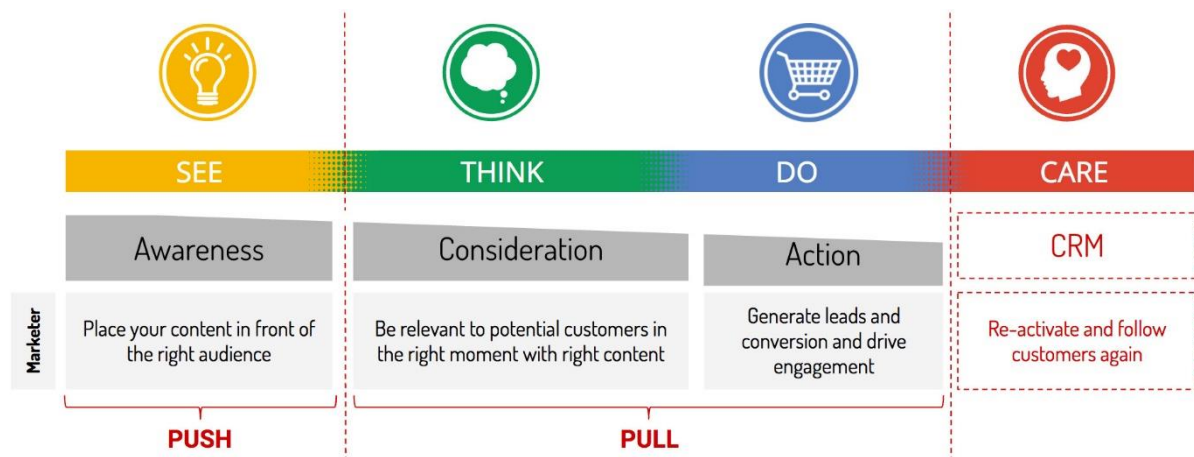 SEE
THINK
DO
CARE
Awareness
Consideration
Action
CRM
Marketer
Place your content in front of
the right audience
Be relevant to potential customers in
the right moment with right content
Generate leads and
conversion and drive
engagement
Re-activate and follow
customers again
PUSH
PULL